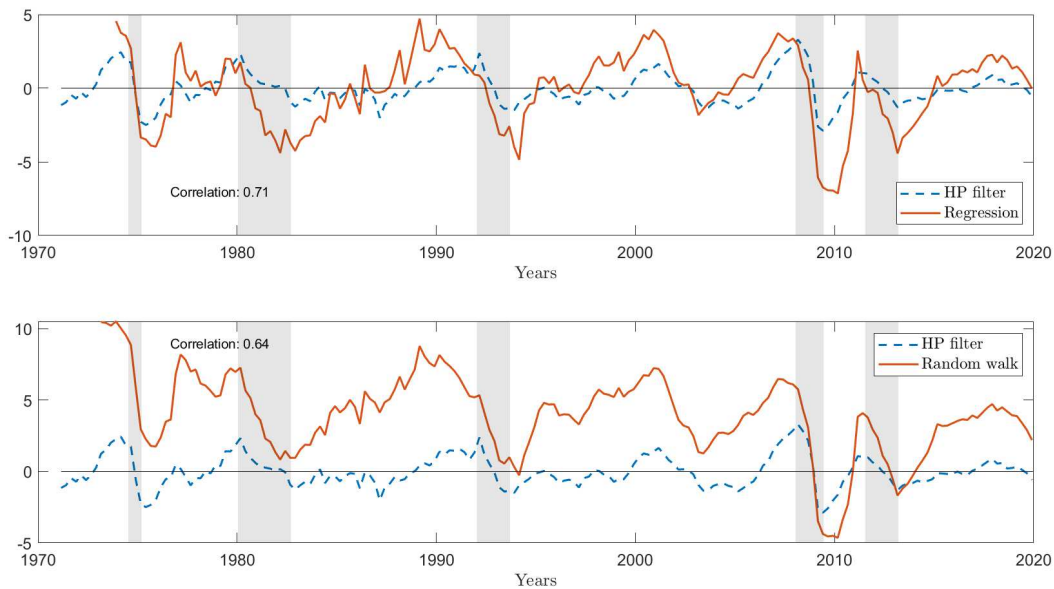 5
0
-5
-10
Correlation: 0.71
HP filter
Regression
1970
1980
1990
2000
2010
2020
Years
10
5
0
-5
Correlation: 0.64
HP filter
Random walk
1970
1980
1990
2000
2010
2020
Years